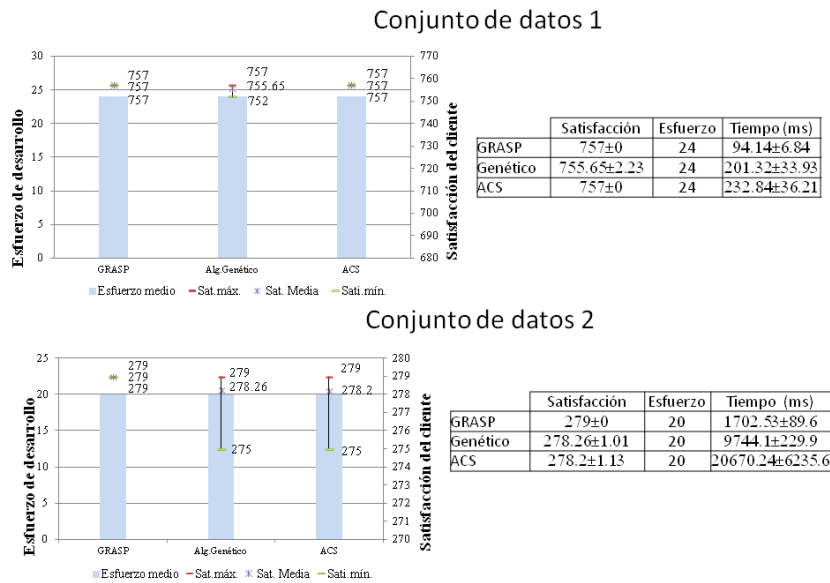 Conjunto de datos 1
Esfuerzo de desarrollo
30
25
20
15
10
5
0
757
757
757
757
755.65
752
757
757
757
770
760
750
740
730
720
710
700
690
680
Satisfacción del cliente
GRASP
Alg.Genético
ACS
Esfuerzo medio
Sat.máx.
Sat. Media
Sati.mín.
Satisfacción Esfuerzo Tiempo (ms)
GRASP 757±0 24 94.14±6.84
Genético 755.65±2.23 24 201.32±33.93
ACS 757±0 24 232.84±36.21
Conjunto de datos 2
Esfuerzo de desarrollo
25
20
15
10
5
0
279
279
279
279
278.26
275
279
278.2
275
280
279
278
277
276
275
274
273
272
271
270
Satisfacción del cliente
GRASP
Alg.Genético
ACS
Esfuerzo medio
Sat.máx.
Sat. Media
Sati.mín.
Satisfacción Esfuerzo Tiempo (ms)
GRASP 279±0 20 1702.53±89.6
Genético 278.26±1.01 20 9744.1±229.9
ACS 278.2±1.13 20 20670.24±6235.6